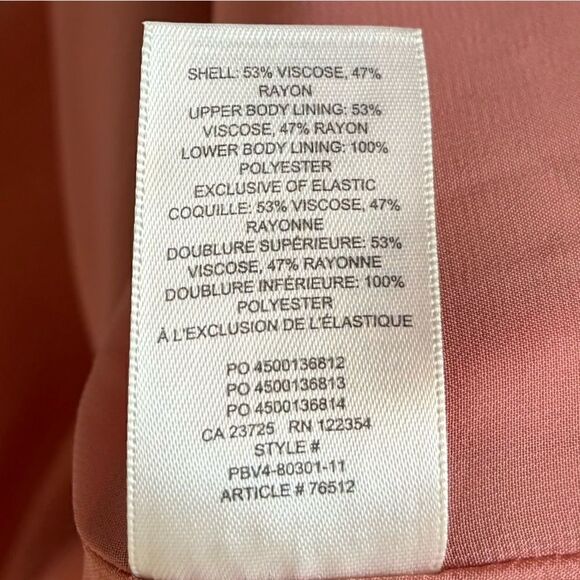 SHELL: 53% VISCOSE, 47%
RAYON
UPPER BODY LINING: 53%
VISCOSE, 47% RAYON
LOWER BODY LINING: 100%
POLYESTER
EXCLUSIVE OF ELASTIC
COQUILLE: 53% VISCOSE, 47%
RAYONNE
DOUBLURE SUPÉRIEURE: 53%
VISCOSE, 47% RAYONNE
DOUBLURE INFÉRIEURE: 100%
POLYESTER
À L'EXCLUSION DE L'ÉLASTIQUE
PO 4500136812
PO 4500136813
PO 4500136814
CA 23725 RN 122354
STYLE #
PBV4-80301-11
ARTICLE # 76512